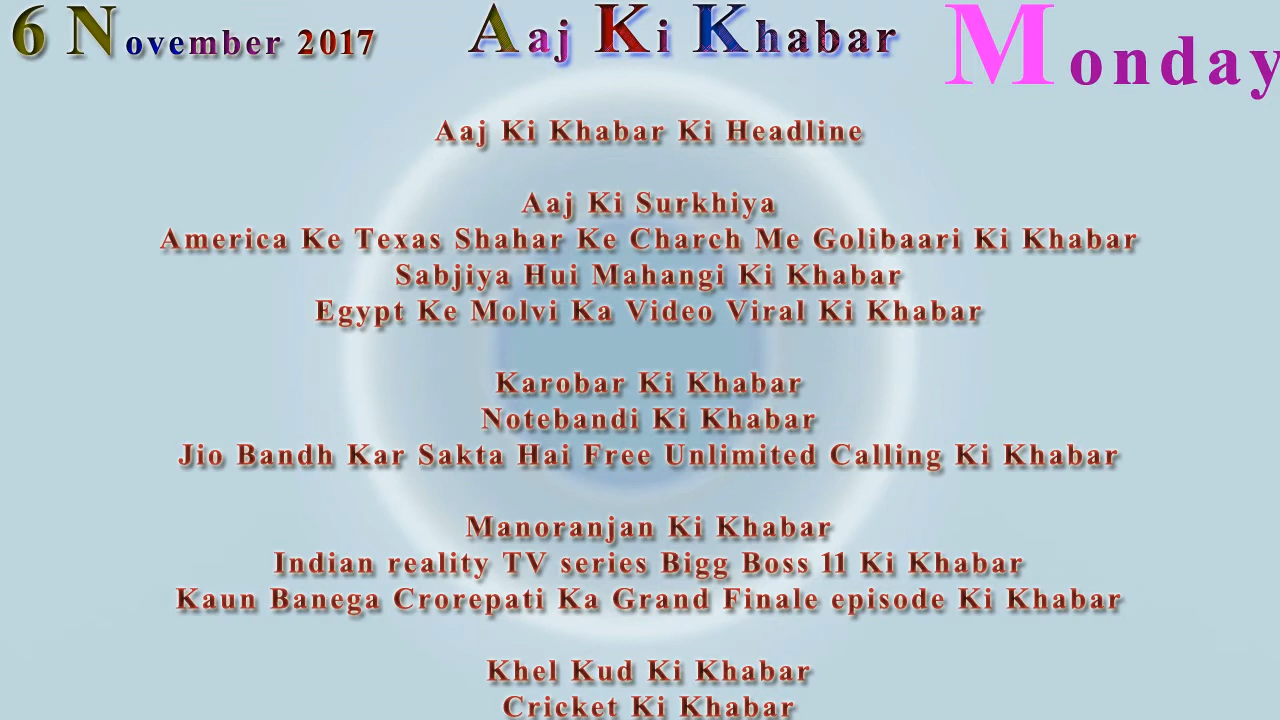 6 November 2017 Aaj Ki Khabar Monday
Aaj Ki Khabar Ki Headline
Aaj Ki Surkhiya
America Ke Texas Shahar Ke Charch Me Golibaari Ki Khabar
Sabjiya Hui Mahangi Ki Khabar
Egypt Ke Molvi Ka Video Viral Ki Khabar
Karobar Ki Khabar
Notebandi Ki Khabar
Jio Bandh Kar Sakta Hai Free Unlimited Calling Ki Khabar
Manoranjan Ki Khabar
Indian reality TV series Bigg Boss 11 Ki Khabar
Kaun Banega Crorepati Ka Grand Finale episode Ki Khabar
Khel Kud Ki Khabar
Cricket Ki Khabar